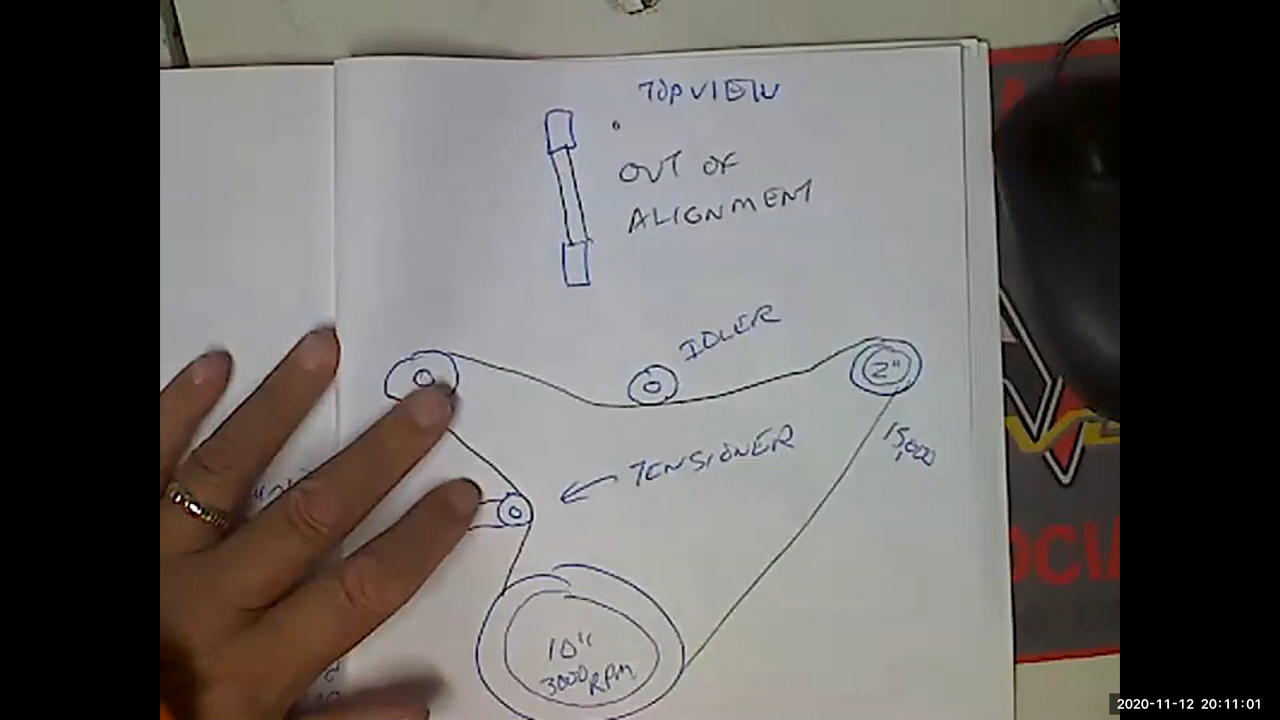 TOP VIEW
OUT OF
ALIGNMENT
IDLER
2"
15,000
TENSIONER
10"
3000
RPM
OCIA
2020-11-12 20:11:01